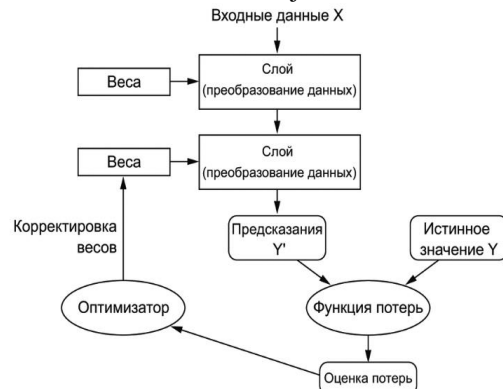 Входные данные X
Слой
(преобразование данных)
Веса
Слой
(преобразование данных)
Веса
Корректировка
весов
Предсказания
Y'
Истинное
значение Y
Оптимизатор
Функция потерь
Оценка потерь